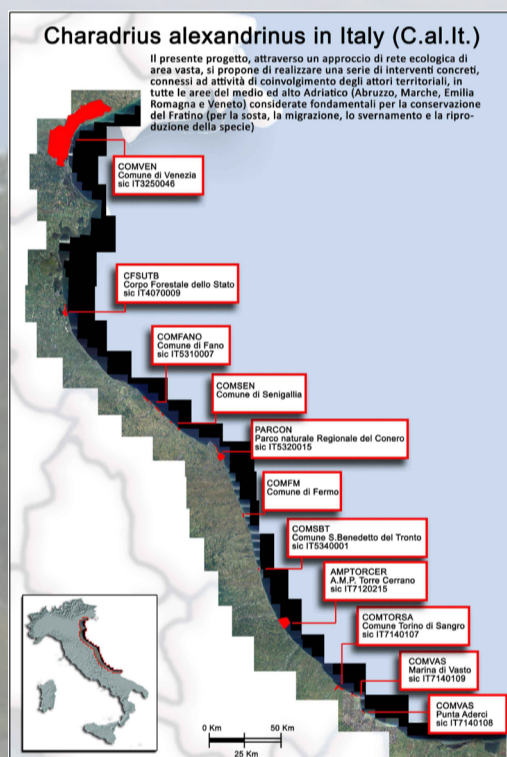 Charadrius alexandrinus in Italy (C.al.It.)
Il presente progetto, attraverso un approccio di rete ecologica di
area vasta, si propone di realizzare una serie di interventi concreti,
connessi ad attività di coinvolgimento degli attori territoriali, in
tutte le aree del medio ed alto Adriatico (Abruzzo, Marche, Emilia
Romagna e Veneto) considerate fondamentali per la conservazione
del Fratino (per la sosta, la migrazione, lo svernamento e la ripro-
duzione della specie)
COMVEN
Comune di Venezia
sic IT3250046
CFSUTB
Corpo Forestale dello Stato
sic IT4070009
COMFANO
Comune di Fano
sic IT5310007
COMSEN
Comune di Senigallia
PARCON
Parco naturale Regionale del Conero
sic IT5320015
COMFM
Comune di Fermo
COMSBT
Comune S.Benedetto del Tronto
sic IT5340001
AMPTORCER
A.M.P. Torre Cerrano
sic IT7120215
COMTORSA
Comune Torino di Sangro
sic IT7140107
COMVAS
Marina di Vasto
sic IT7140109
COMVAS
Punta Aderci
sic IT7140108
0 Km 50 Km
25 Km